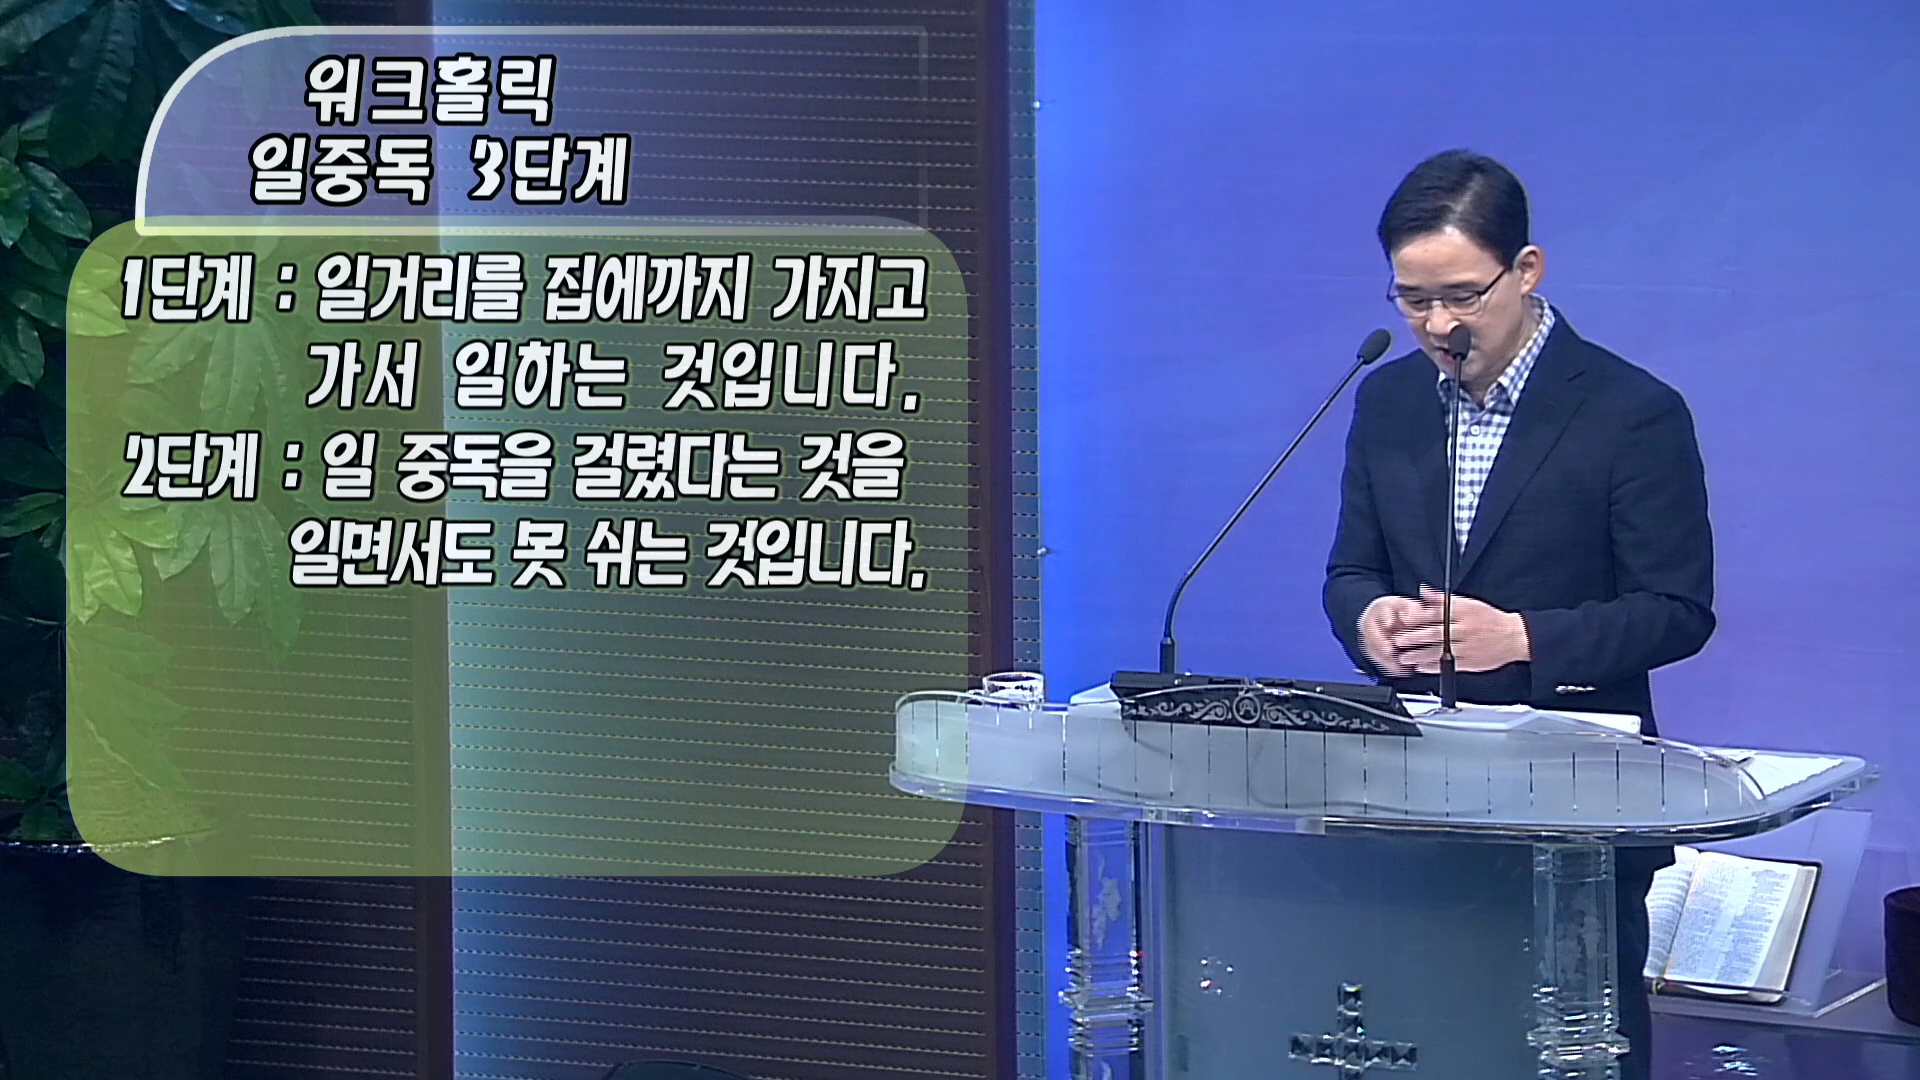 워크홀릭
일중독 3단계
1단계 : 일거리를 집에까지 가지고
가서 일하는 것입니다.
2단계 : 일 중독을 걸렸다는 것을
일면서도 못 쉬는 것입니다.